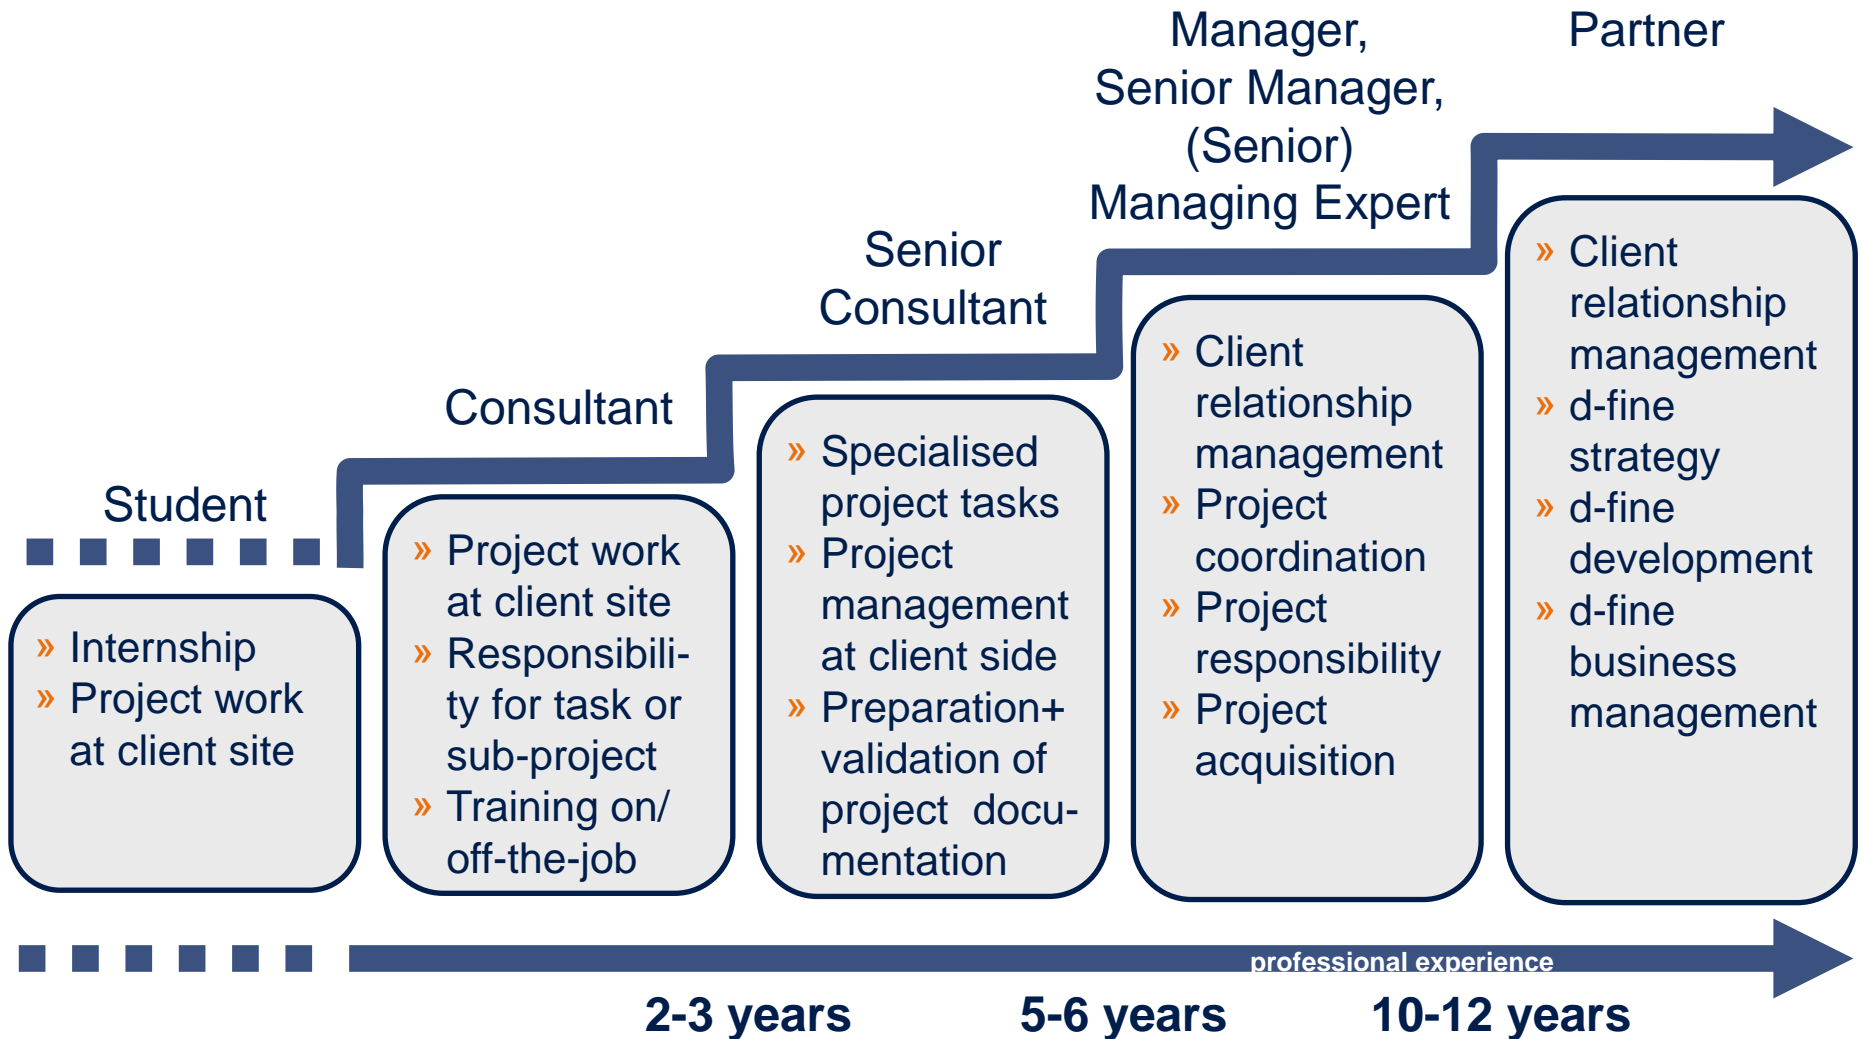 Manager,
Senior Manager,
(Senior)
Managing Expert
Partner
Senior
Consultant
Consultant
Student
» Internship
» Project work
at client site
» Project work
at client site
» Responsibili-
ty for task or
sub-project
» Training on/
off-the-job
» Specialised
project tasks
» Project
management
at client side
» Preparation+
validation of
project docu-
mentation
» Client
relationship
management
» Project
coordination
» Project
responsibility
» Project
acquisition
» Client
relationship
management
» d-fine
strategy
» d-fine
development
» d-fine
business
management
professional experience
2-3 years
5-6 years
10-12 years